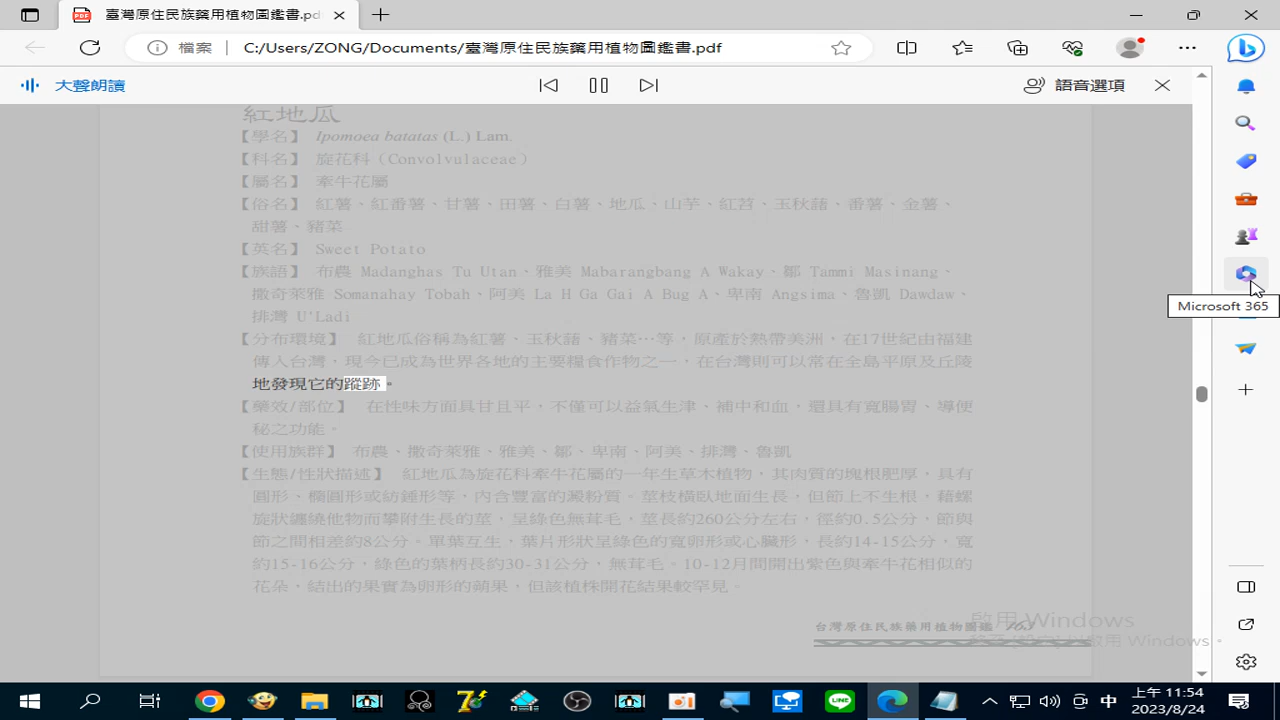 臺灣原住民族藥用植物圖鑑書.pdf
檔案
C:/Users/ZONG/Documents/臺灣原住民族藥用植物圖鑑書.pdf
大聲朗讀
語音選項
紅地瓜
【學名】 Ipomoea batatas (L.) Lam.
【科名】 旋花科（Convolvulaceae）
【屬名】 牽牛花屬
【俗名】 紅薯、紅番薯、甘薯、田薯、白薯、地瓜、山芋、紅苕、玉秋藷、番薯、金薯、
甜薯、豬菜
【英名】 Sweet Potato
【族語】 布農 Madanghas Tu Utan、雅美 Mabarangbang A Wakay、鄒 Tammi Masinang、
撒奇萊雅 Somanahay Tobah、阿美 La H Ga Gai A Bug A、卑南 Angsima、魯凱 Dawdaw、
排灣 U'Ladi
【分布環境】 紅地瓜俗稱為紅薯、玉秋藷、豬菜…等，原產於熱帶美洲，在17世紀由福建
傳入台灣，現今已成為世界各地的主要糧食作物之一，在台灣則可以常在全島平原及丘陵
地發現它的蹤跡。
【藥效/部位】 在性味方面具甘且平，不僅可以益氣生津、補中和血，還具有寬腸胃、導便
秘之功能。
【使用族群】 布農、撒奇萊雅、雅美、鄒、卑南、阿美、排灣、魯凱
【生態/性狀描述】 紅地瓜為旋花科牽牛花屬的一年生草木植物，其肉質的塊根肥厚，具有
圓形、橢圓形或紡錘形等，內含豐富的澱粉質。莖枝橫臥地面生長，但節上不生根，藉螺
旋狀纏繞他物而攀附生長的莖，呈綠色無茸毛，莖長約260公分左右，徑約0.5公分，節與
節之間相差約8公分。單葉互生，葉片形狀呈綠色的寬卵形或心臟形，長約14-15公分。寬
約15-16公分，綠色的葉柄長約30-31公分，無茸毛。10-12月間開出紫色與牽牛花相似的
花朵，結出的果實為卵形的蒴果，但該植株開花結果較罕見。
台灣原住民族藥用植物圖鑑
啟用 Windows
Microsoft 365
中
上午 11:54
2023/8/24